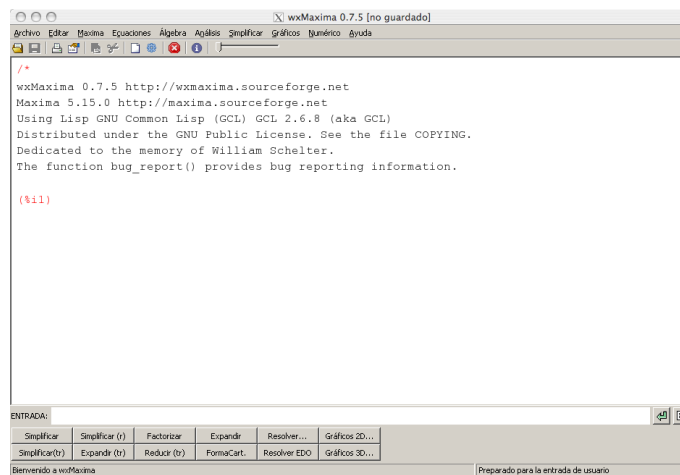 wxMaxima 0.7.5 [no guardado]
Archivo Editar Maxima Ecuaciones Álgebra Análisis Simplificar Gráficos Numérico Ayuda
/*
wxMaxima 0.7.5 http://wxmaxima.sourceforge.net
Maxima 5.15.0 http://maxima.sourceforge.net
Using Lisp GNU Common Lisp (GCL) GCL 2.6.8 (aka GCL)
Distributed under the GNU Public License. See the file COPYING.
Dedicated to the memory of William Schelter.
The function bug_report() provides bug reporting information.
(%i1)
ENTRADA:
Simplificar Simplificar (r) Factorizar Expandir Resolver... Gráficos 2D...
Simplificar(tr) Expandir (tr) Reducir (tr) FormaCart. Resolver EDO Gráficos 3D...
Bienvenido a wxMaxima Preparado para la entrada de usuario